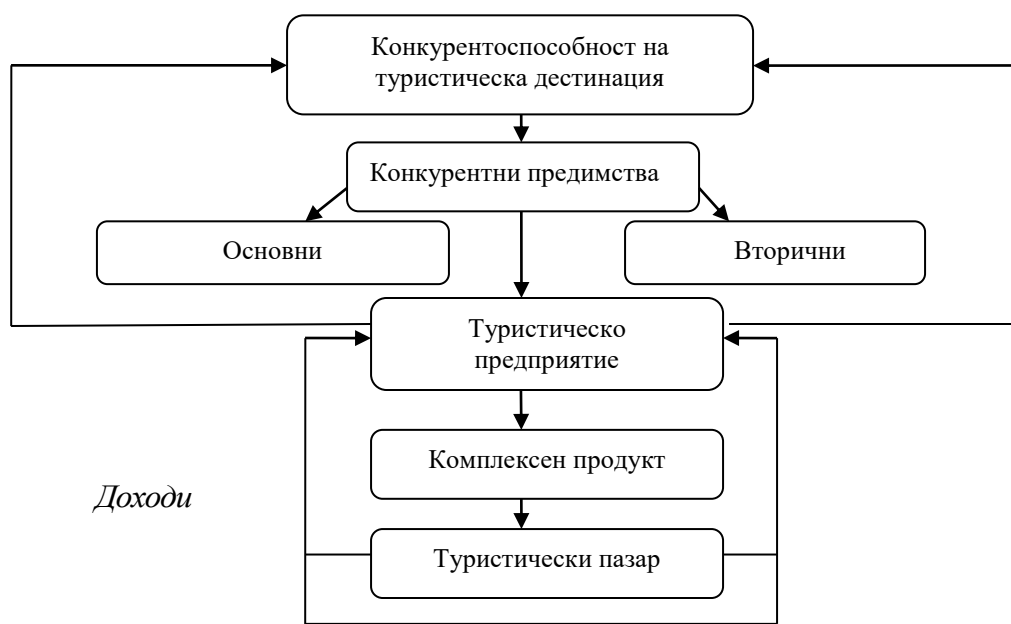 Конкурентоспособност на
туристическа дестинация
Конкурентни предимства
Основни
Вторични
Туристическо
предприятие
Комплексен продукт
Доходи
Туристически пазар